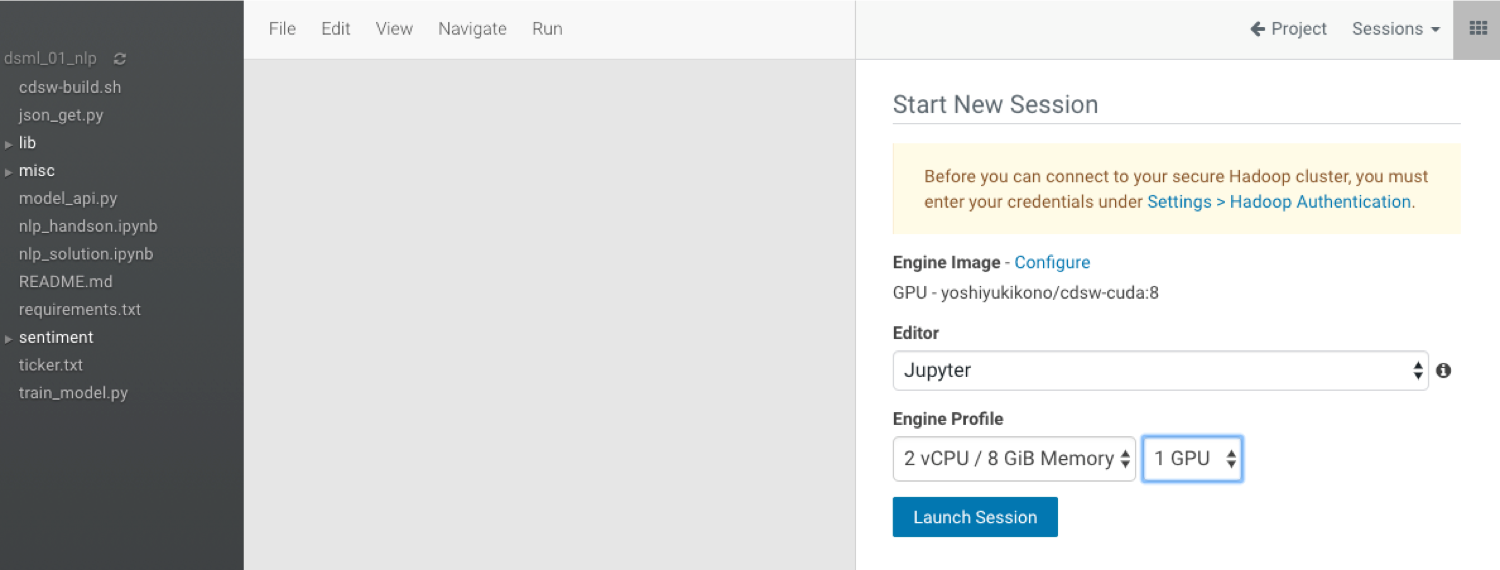 File Edit View Navigate Run
Project Sessions
dsml_01_nlp
cdsw-build.sh
json_get.py
lib
misc
model_api.py
nlp_handson.ipynb
nlp_solution.ipynb
README.md
requirements.txt
sentiment
ticker.txt
train_model.py
Start New Session
Before you can connect to your secure Hadoop cluster, you must
enter your credentials under Settings > Hadoop Authentication.
Engine Image - Configure
GPU - yoshiyukikono/cdsw-cuda:8
Editor
Jupyter
Engine Profile
2 vCPU / 8 GiB Memory 1 GPU
Launch Session